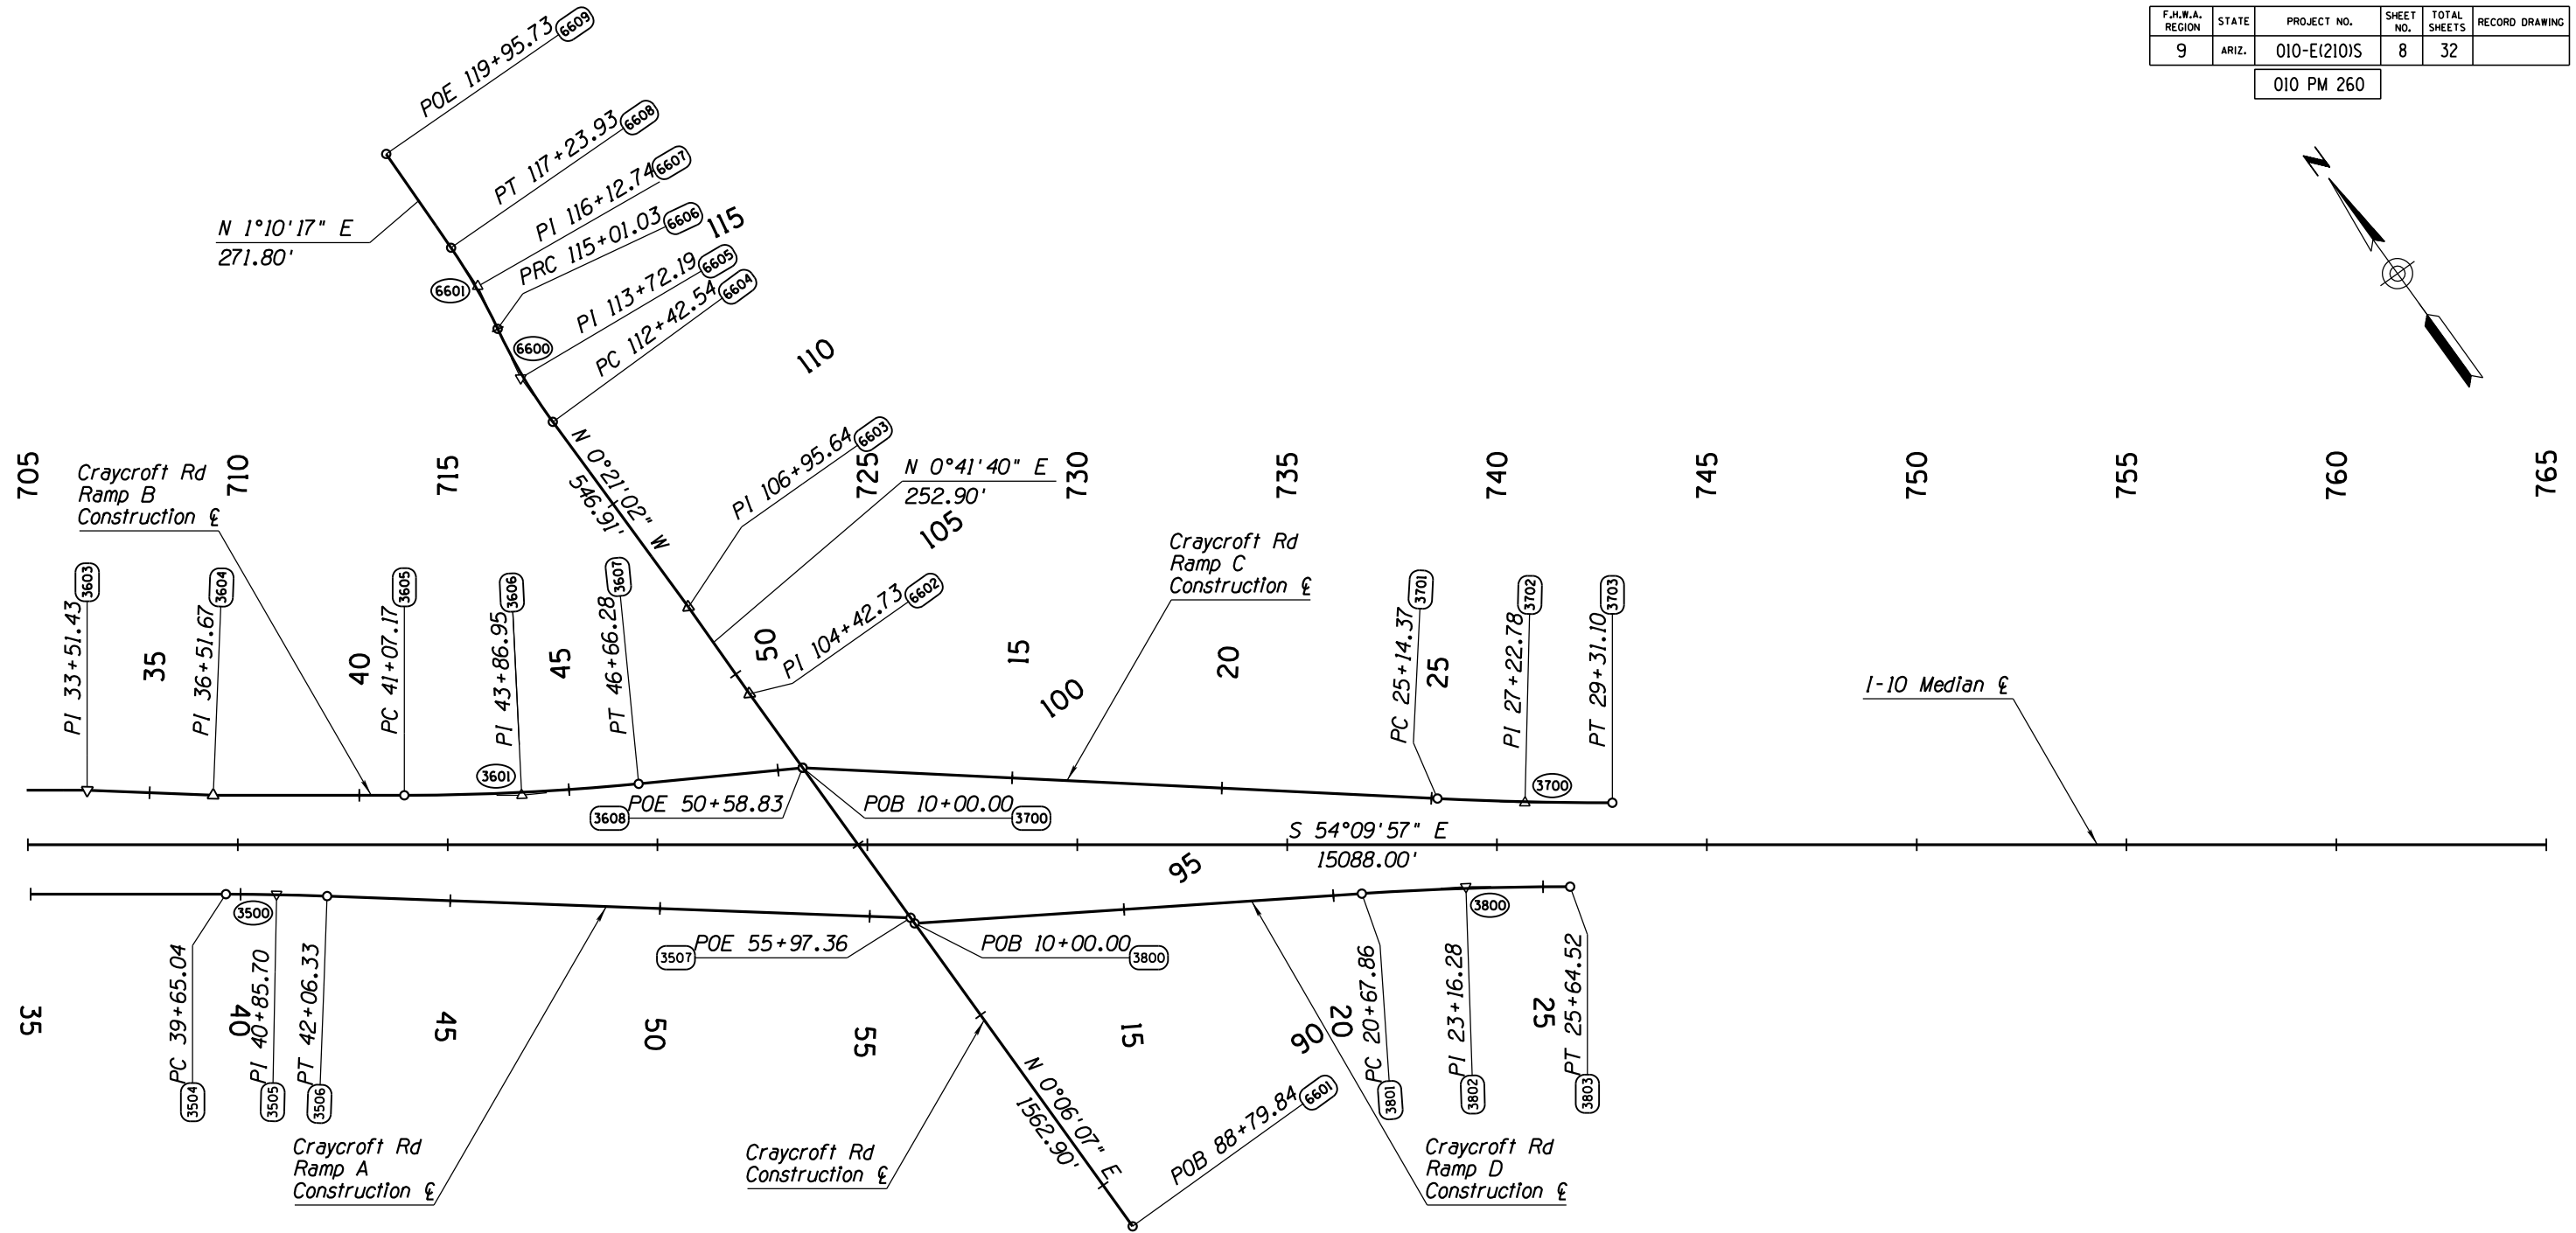 F.H.W.A. REGION STATE PROJECT NO. SHEET NO. TOTAL SHEETS RECORD DRAWING
9 ARIZ. 010-E(210)S 8 32
010 PM 260
N
POE 119+95.73 6609
PT 117+23.93 6608
PI 116+12.74 6607
PRC 115+01.03 6606
115
PI 113+72.19 6605
PC 112+42.54 6604
N 1°10'17" E
271.80'
6601
6600
110
N 0°21'02" W
546.91'
PI 106+95.64 6603
N 0°41'40" E
252.90'
105
PI 104+42.73 6602
100
705
710
715
725
730
735
740
745
750
755
760
765
Craycroft Rd
Ramp B
Construction ℄
Craycroft Rd
Ramp C
Construction ℄
I-10 Median ℄
PI 33+51.43 3603
35
PI 36+51.67 3604
40
PC 41+07.17 3605
PI 43+86.95 3606
45
PT 46+66.28 3607
50
15
20
PC 25+14.37 3701
25
PI 27+22.78 3702
PT 29+31.10 3703
3601
3700
3608 POE 50+58.83
POB 10+00.00 3700
S 54°09'57" E
15088.00'
95
3500
3800
3507 POE 55+97.36
POB 10+00.00 3800
35
PC 39+65.04 3504
40
PI 40+85.70 3505
PT 42+06.33 3506
45
50
55
15
90
20
PC 20+67.86 3801
PI 23+16.28 3802
25
PT 25+64.52 3803
N 0°06'07" E
1562.90'
POB 88+79.84 6601
Craycroft Rd
Ramp A
Construction ℄
Craycroft Rd
Construction ℄
Craycroft Rd
Ramp D
Construction ℄